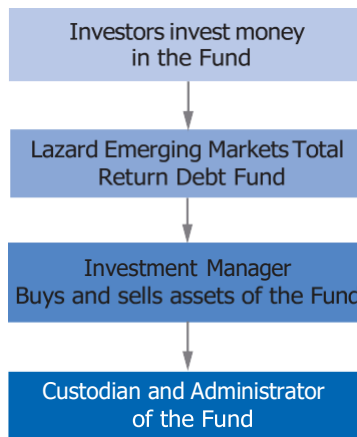 Investors invest money
in the Fund
Lazard Emerging Markets Total
Return Debt Fund
Investment Manager
Buys and sells assets of the Fund
Custodian and Administrator
of the Fund